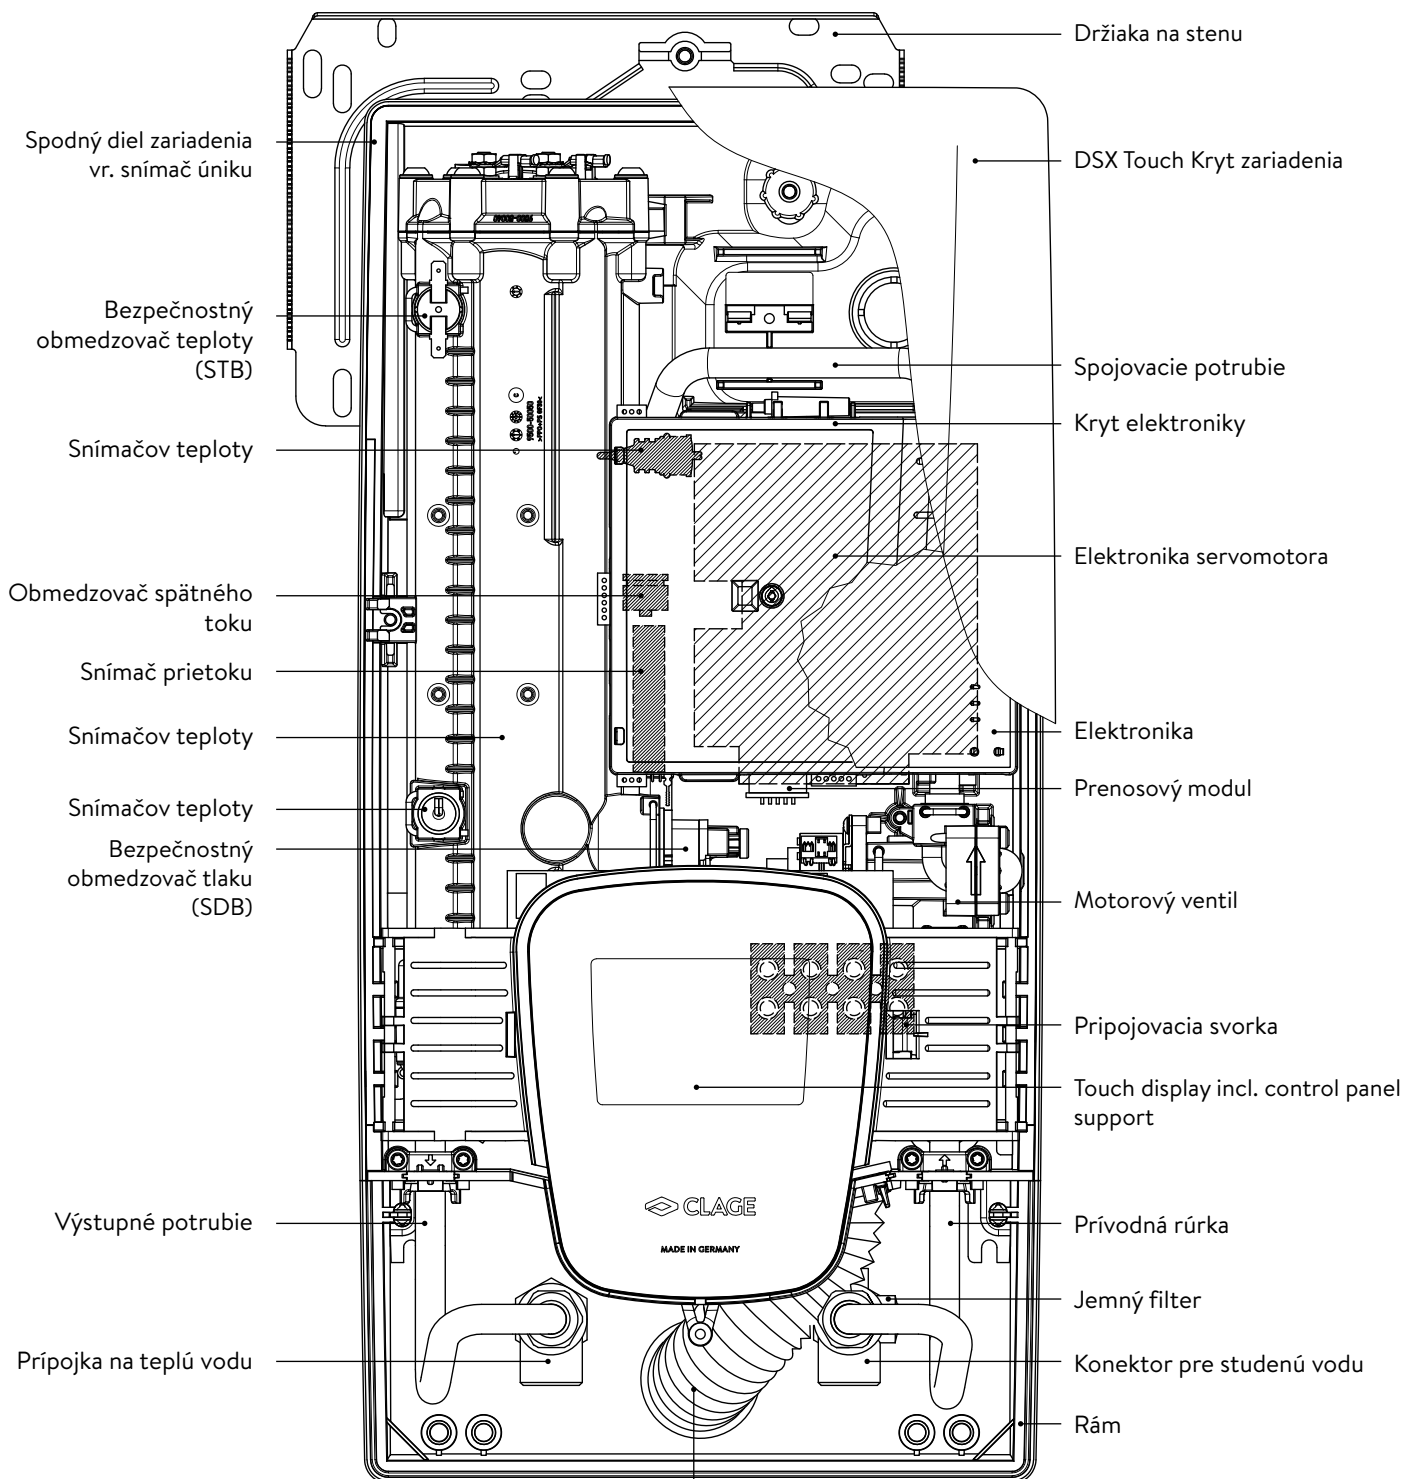 Držiaka na stenu
Spodný diel zariadenia
vr. snímač úniku
DSX Touch Kryt zariadenia
Bezpečnostný
obmedzovač teploty
(STB)
Spojovacie potrubie
Kryt elektroniky
Snímačov teploty
Elektronika servomotora
Obmedzovač spätného
toku
Snímač prietoku
Snímačov teploty
Elektronika
Prenosový modul
Snímačov teploty
Bezpečnostný
obmedzovač tlaku
(SDB)
Motorový ventil
Pripojovacia svorka
Touch display incl. control panel
support
CLAGE
MADE IN GERMANY
Výstupné potrubie
Prívodná rúrka
Jemný filter
Prípojka na teplú vodu
Konektor pre studenú vodu
Rám